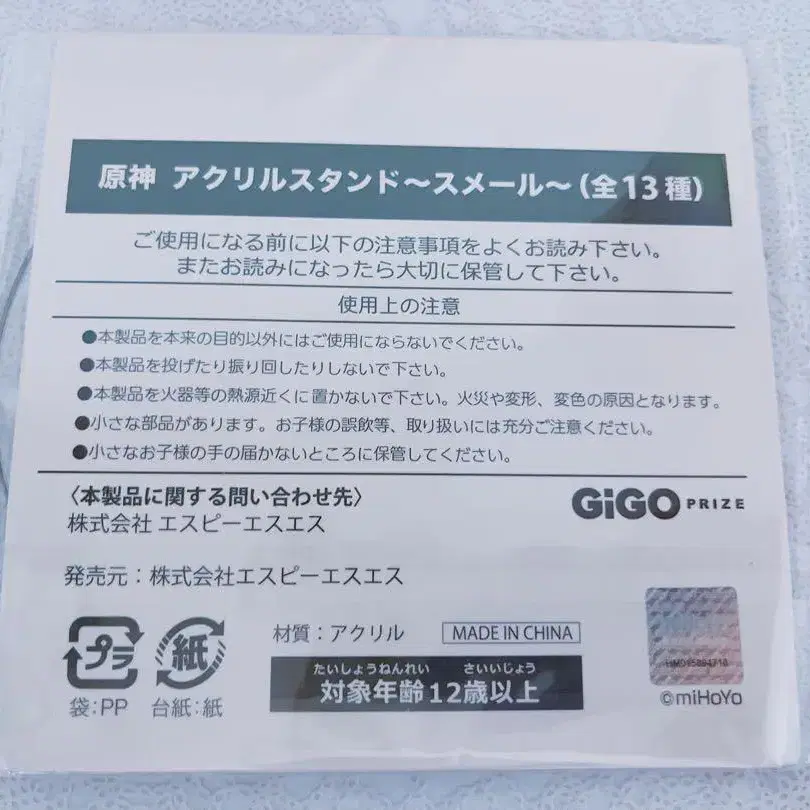 原神 アクリルスタンド～スメール～(全13種)
ご使用になる前に以下の注意事項をよくお読み下さい。
またお読みになったら大切に保管して下さい。
使用上の注意
●本製品を本来の目的以外にはご使用にならないでください。
●本製品を投げたり振り回したりしないで下さい。
●本製品を火器等の熱源近くに置かないで下さい。火災や変形、変色の原因となります。
●小さな部品があります。お子様の誤飲等、取り扱いには充分ご注意ください。
●小さなお子様の手の届かないところに保管してください。
〈本製品に関する問い合わせ先〉
株式会社 エスピーエスエス
GiGO PRIZE
発売元：株式会社エスピーエスエス
プラ
袋:PP
紙
台紙:紙
材質：アクリル
MADE IN CHINA
たいしょうねんれい さいいじょう
対象年齢12歳以上
©miHoYo